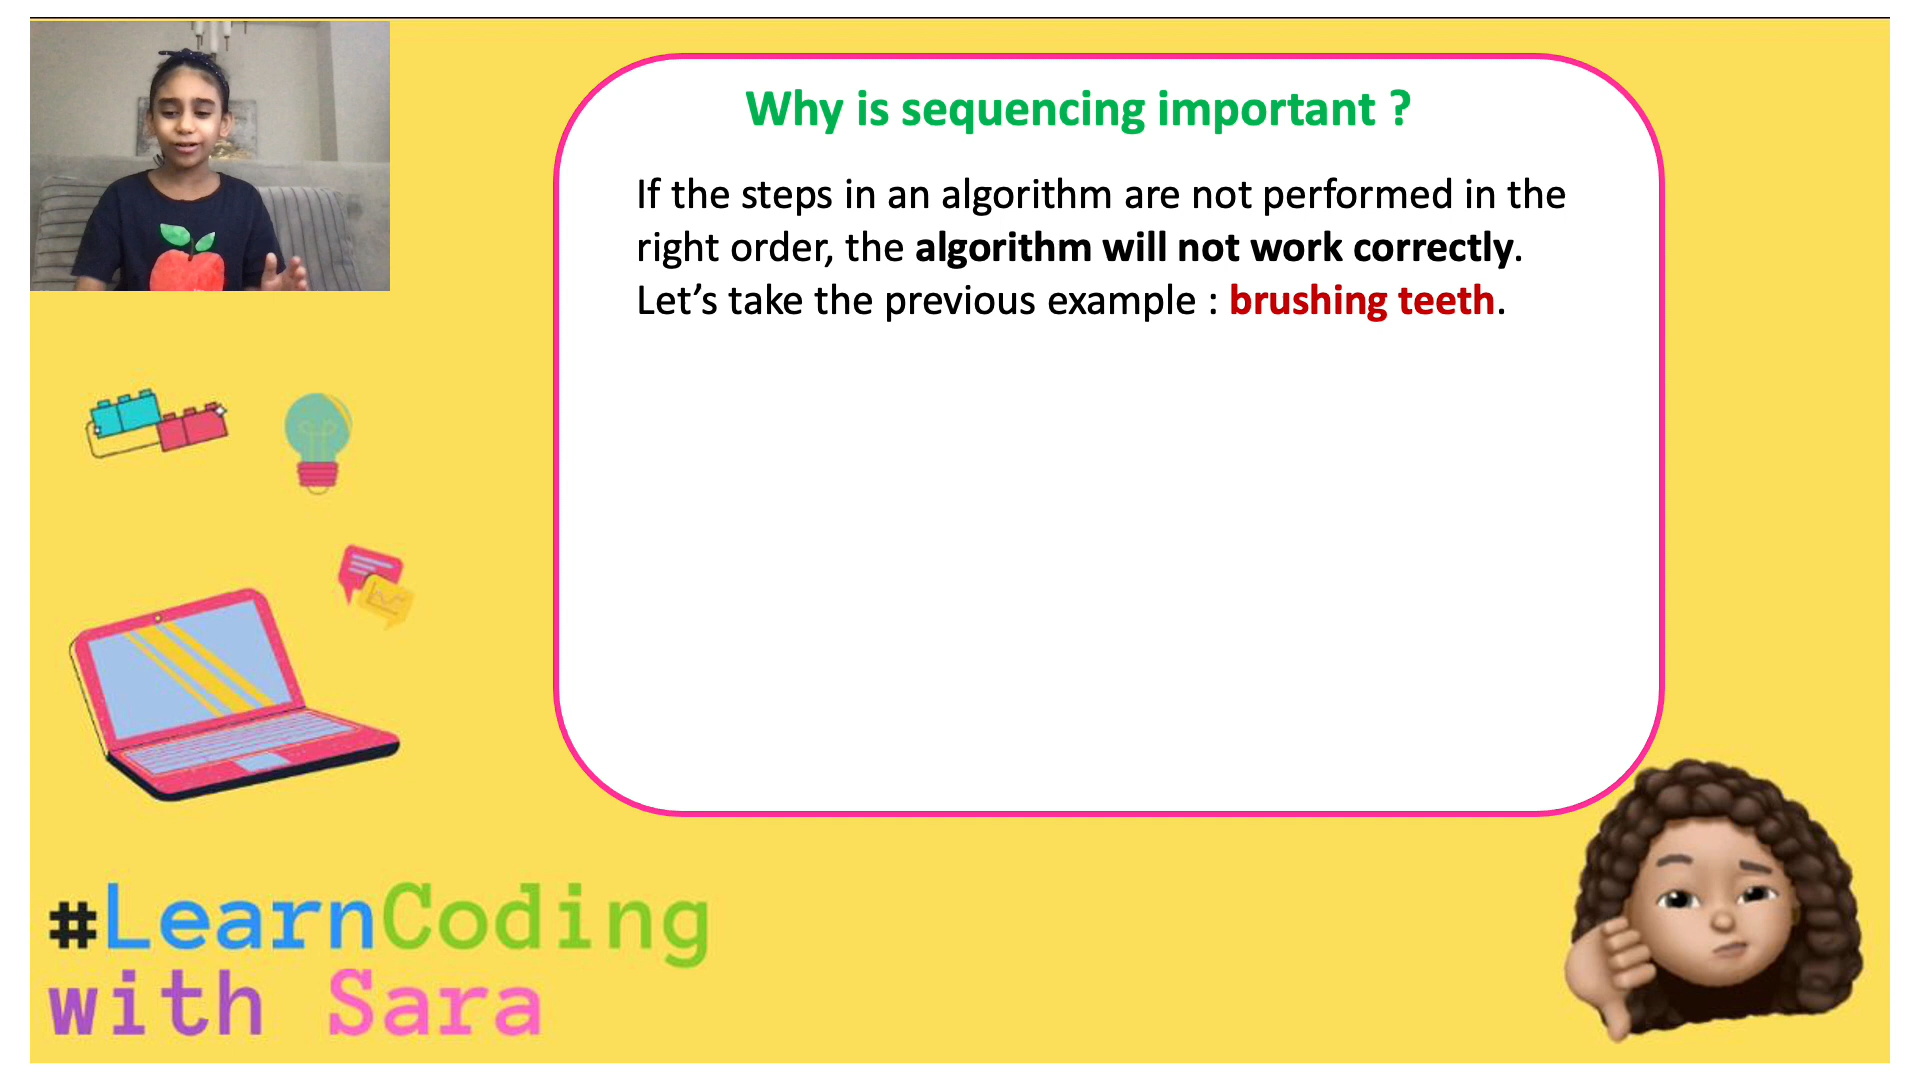 Why is sequencing important ?
If the steps in an algorithm are not performed in the
right order, the algorithm will not work correctly.
Let’s take the previous example : brushing teeth.
#LearnCoding
with Sara